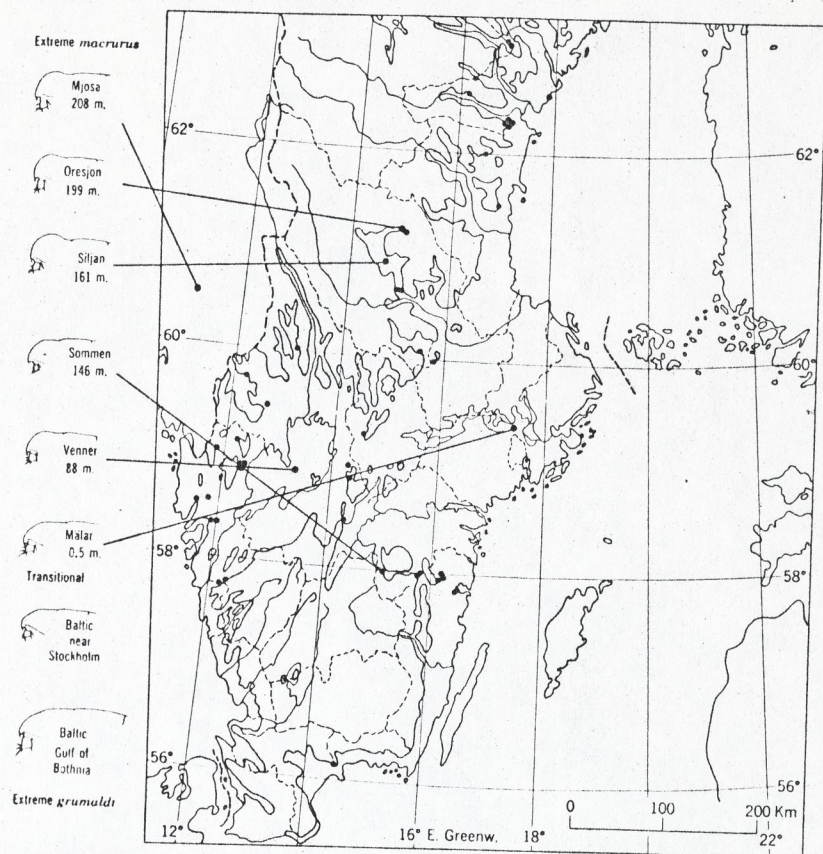 Extreme macrurus
Mjosa
208 m.
Oresjon
199 m.
Siljan
161 m.
Sommen
146 m.
Venner
88 m.
Malar
0.5 m.
Transitional
Baltic
near
Stockholm
Baltic
Gulf of
Bothnia
Extreme grumaldi
62°
62°
60°
60°
58°
58°
56°
56°
12°
16° E. Greenw.
18°
22°
0
100
200 Km